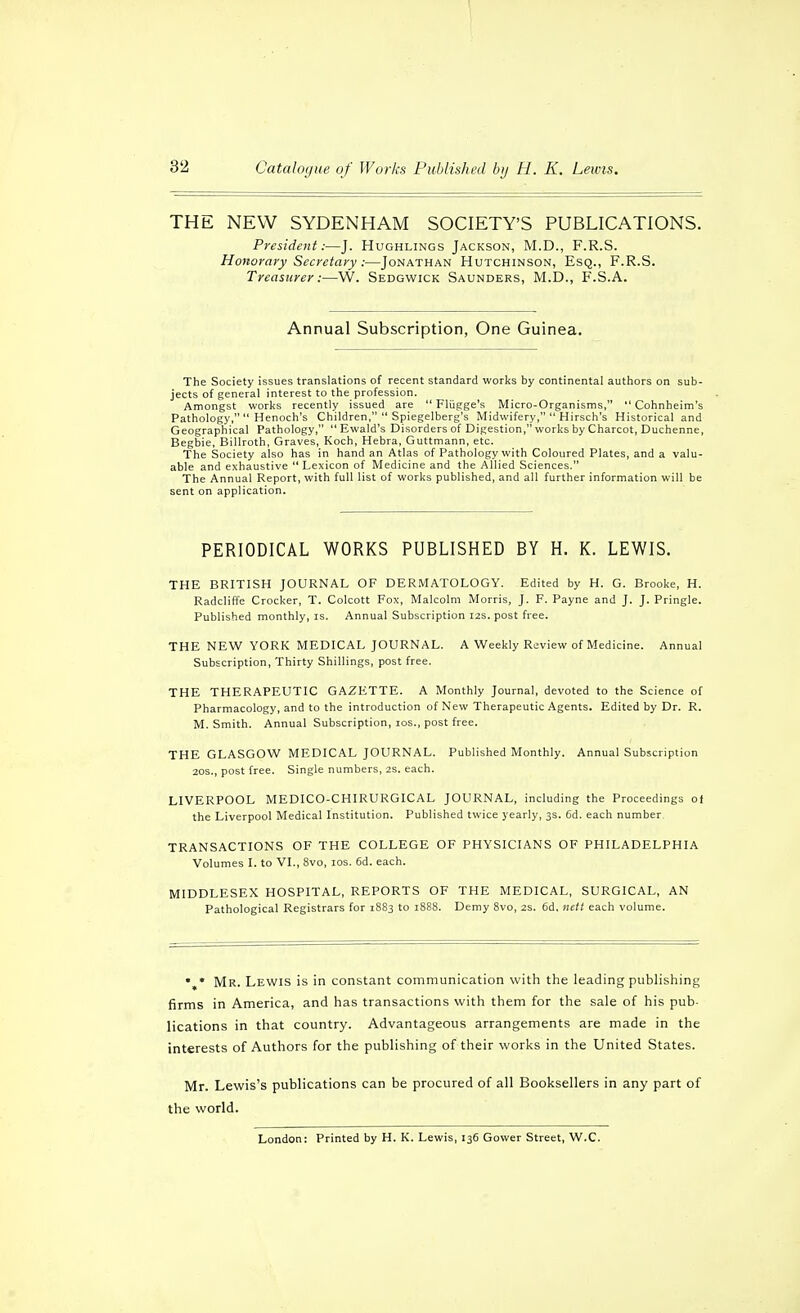 32 Catalogue of Works Published by H. K. Lewis.
THE NEW SYDENHAM SOCIETY'S PUBLICATIONS.
President:—J. Hughlings Jackson, M.D., F.R.S.
Honorary Secretary:—Jonathan Hutchinson, Esq., F.R.S.
Treasurer:—W. Sedgwick Saunders, M.D., F.S.A.
Annual Subscription, One Guinea.
The Society issues translations of recent standard works by continental authors on sub-
jects of general interest to the profession.
Amongst works recently issued are "Flügge's Micro-Organisms," "Cohnheim's
Pathology," "Henoch's Children," "Spiegelberg's Midwifery," "Hirsch's Historical and
Geographical Pathology," "Ewald's Disorders of Digestion," works by Charcot, Duchenne,
Begbie, Billroth, Graves, Koch, Hebra, Guttmann, etc.
The Society also has in hand an Atlas of Pathology with Coloured Plates, and a valu-
able and exhaustive "Lexicon of Medicine and the Allied Sciences."
The Annual Report, with full list of works published, and all further information will be
sent on application.
PERIODICAL WORKS PUBLISHED BY H. K. LEWIS.
THE BRITISH JOURNAL OF DERMATOLOGY. Edited by H. G. Brooke, H.
Radcliffe Crocker, T. Colcott Fox, Malcolm Morris, J. F. Payne and J. J. Pringle.
Published monthly, 1s. Annual Subscription 12s. post free.
THE NEW YORK MEDICAL JOURNAL. A Weekly Review of Medicine. Annual
Subscription, Thirty Shillings, post free.
THE THERAPEUTIC GAZETTE. A Monthly Journal, devoted to the Science of
Pharmacology, and to the introduction of New Therapeutic Agents. Edited by Dr. R.
M. Smith. Annual Subscription, 10s., post free.
THE GLASGOW MEDICAL JOURNAL. Published Monthly. Annual Subscription
20s., post free. Single numbers, 2s. each.
LIVERPOOL MEDICO-CHIRURGICAL JOURNAL, including the Proceedings of
the Liverpool Medical Institution. Published twice yearly, 3s. 6d. each number
TRANSACTIONS OF THE COLLEGE OF PHYSICIANS OF PHILADELPHIA
Volumes I. to VI., 8vo, 10s. 6d. each.
MIDDLESEX HOSPITAL, REPORTS OF THE MEDICAL, SURGICAL, AN
Pathological Registrars for 1883 to 1888. Demy 8vo, 2s. 6d. nett each volume.
*⁎* Mr. Lewis is in constant communication with the leading publishing
firms in America, and has transactions with them for the sale of his pub-
lications in that country. Advantageous arrangements are made in the
interests of Authors for the publishing of their works in the United States.
Mr. Lewis's publications can be procured of all Booksellers in any part of
the world.
London: Printed by H. K. Lewis, 136 Gower Street, W.C.